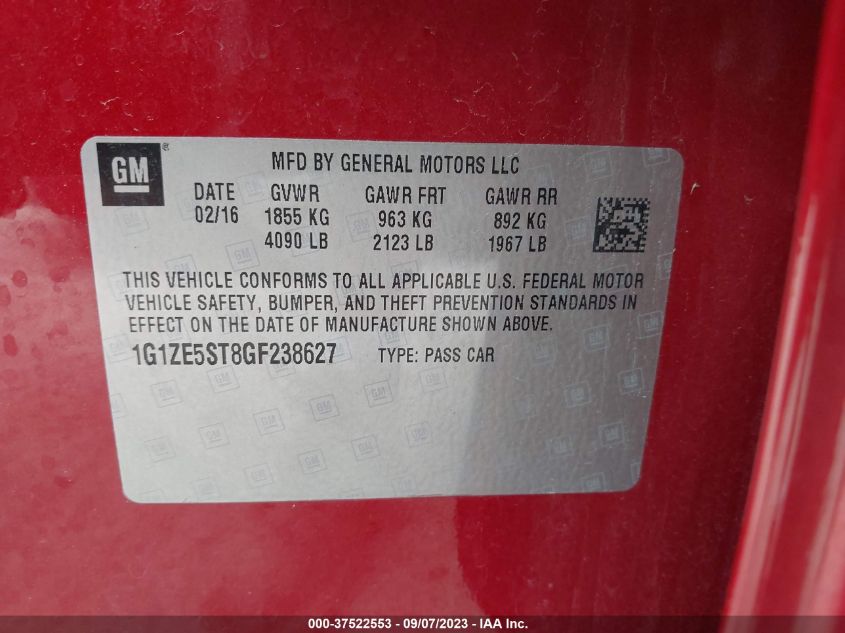 GM ®
MFD BY GENERAL MOTORS LLC
DATE GVWR GAWR FRT GAWR RR
02/16 1855 KG 963 KG 892 KG
4090 LB 2123 LB 1967 LB
THIS VEHICLE CONFORMS TO ALL APPLICABLE U.S. FEDERAL MOTOR
VEHICLE SAFETY, BUMPER, AND THEFT PREVENTION STANDARDS IN
EFFECT ON THE DATE OF MANUFACTURE SHOWN ABOVE.
1G1ZE5ST8GF238627 TYPE: PASS CAR
000-37522553 - 09/07/2023 - IAA Inc.